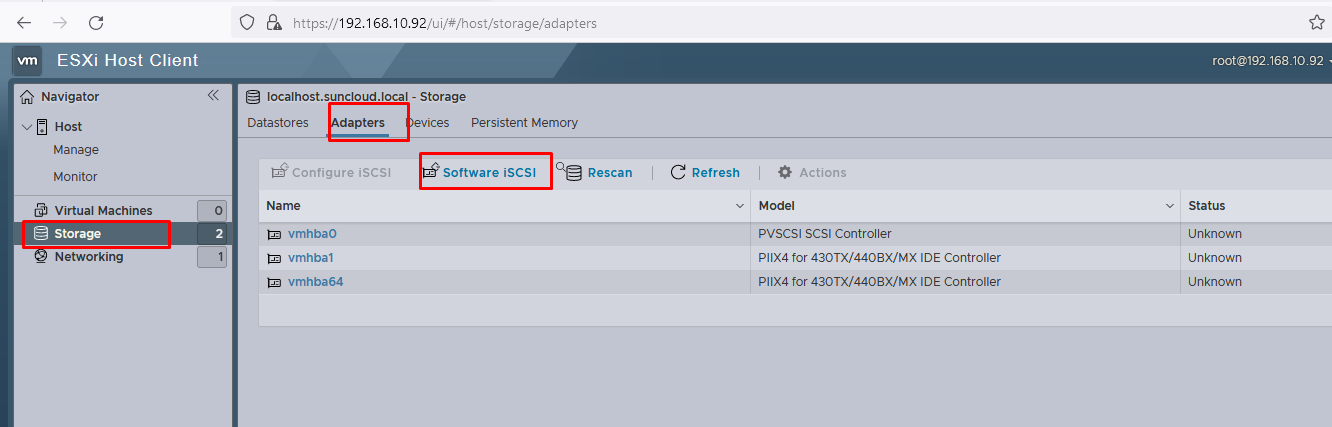 https://192.168.10.92/ui/#/host/storage/adapters
vm ESXi Host Client root@192.168.10.92
Navigator
localhost.suncloud.local - Storage
Host
Manage
Monitor
Virtual Machines 0
Storage 2
Networking 1
Datastores Adapters Devices Persistent Memory
Configure iSCSI Software iSCSI Rescan Refresh Actions
Name Model Status
vmhba0 PVSCSI SCSI Controller Unknown
vmhba1 PIIX4 for 430TX/440BX/MX IDE Controller Unknown
vmhba64 PIIX4 for 430TX/440BX/MX IDE Controller Unknown